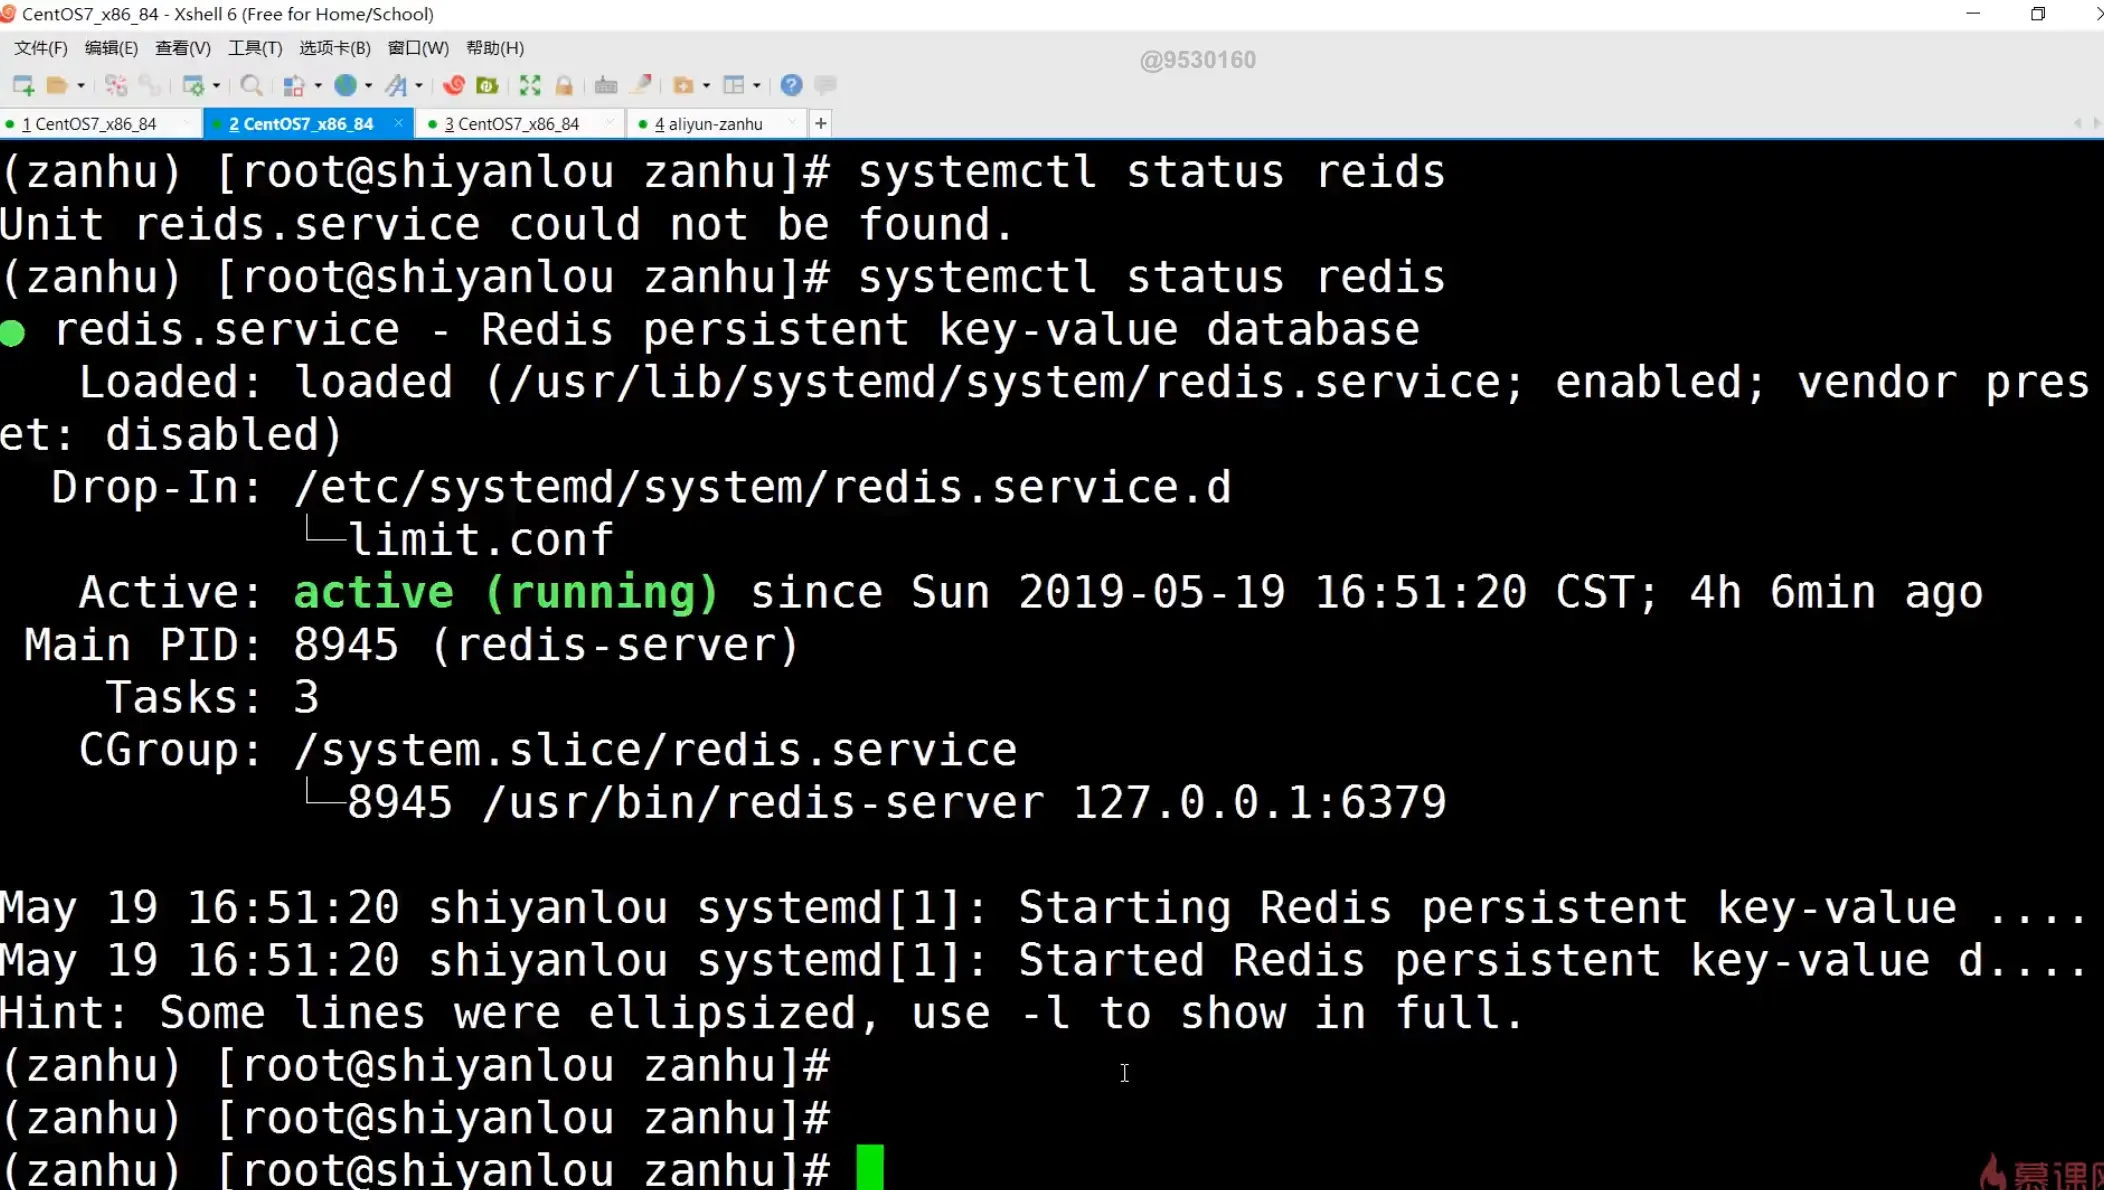 CentOS7_x86_84 - Xshell 6 (Free for Home/School)
文件(F) 编辑(E) 查看(V) 工具(T) 选项卡(B) 窗口(W) 帮助(H)
@9530160
1 CentOS7_x86_84 2 CentOS7_x86_84 3 CentOS7_x86_84 4 aliyun-zanhu
(zanhu) [root@shiyanlou zanhu]# systemctl status reids
Unit reids.service could not be found.
(zanhu) [root@shiyanlou zanhu]# systemctl status redis
● redis.service - Redis persistent key-value database
Loaded: loaded (/usr/lib/systemd/system/redis.service; enabled; vendor pres
et: disabled)
Drop-In: /etc/systemd/system/redis.service.d
└─limit.conf
Active: active (running) since Sun 2019-05-19 16:51:20 CST; 4h 6min ago
Main PID: 8945 (redis-server)
Tasks: 3
CGroup: /system.slice/redis.service
└─8945 /usr/bin/redis-server 127.0.0.1:6379
May 19 16:51:20 shiyanlou systemd[1]: Starting Redis persistent key-value ....
May 19 16:51:20 shiyanlou systemd[1]: Started Redis persistent key-value d....
Hint: Some lines were ellipsized, use -l to show in full.
(zanhu) [root@shiyanlou zanhu]#
(zanhu) [root@shiyanlou zanhu]#
(zanhu) [root@shiyanlou zanhu]#
慕课网